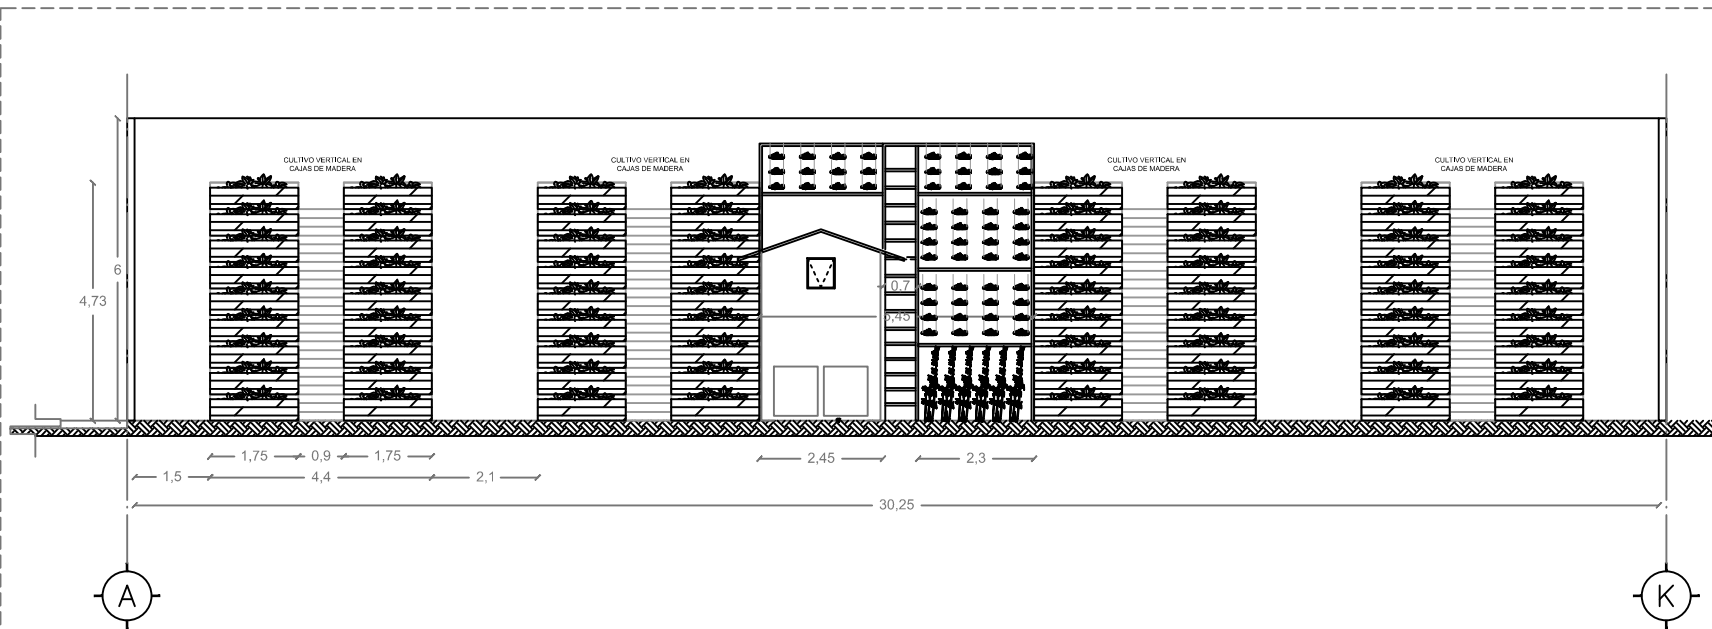 CULTIVO VERTICAL EN
CAJAS DE MADERA
CULTIVO VERTICAL EN
CAJAS DE MADERA
CULTIVO VERTICAL EN
CAJAS DE MADERA
CULTIVO VERTICAL EN
CAJAS DE MADERA
6
4,73
0.7
1,75
0,9
1,75
2,45
2,3
1,5
4,4
2,1
30,25
A
K